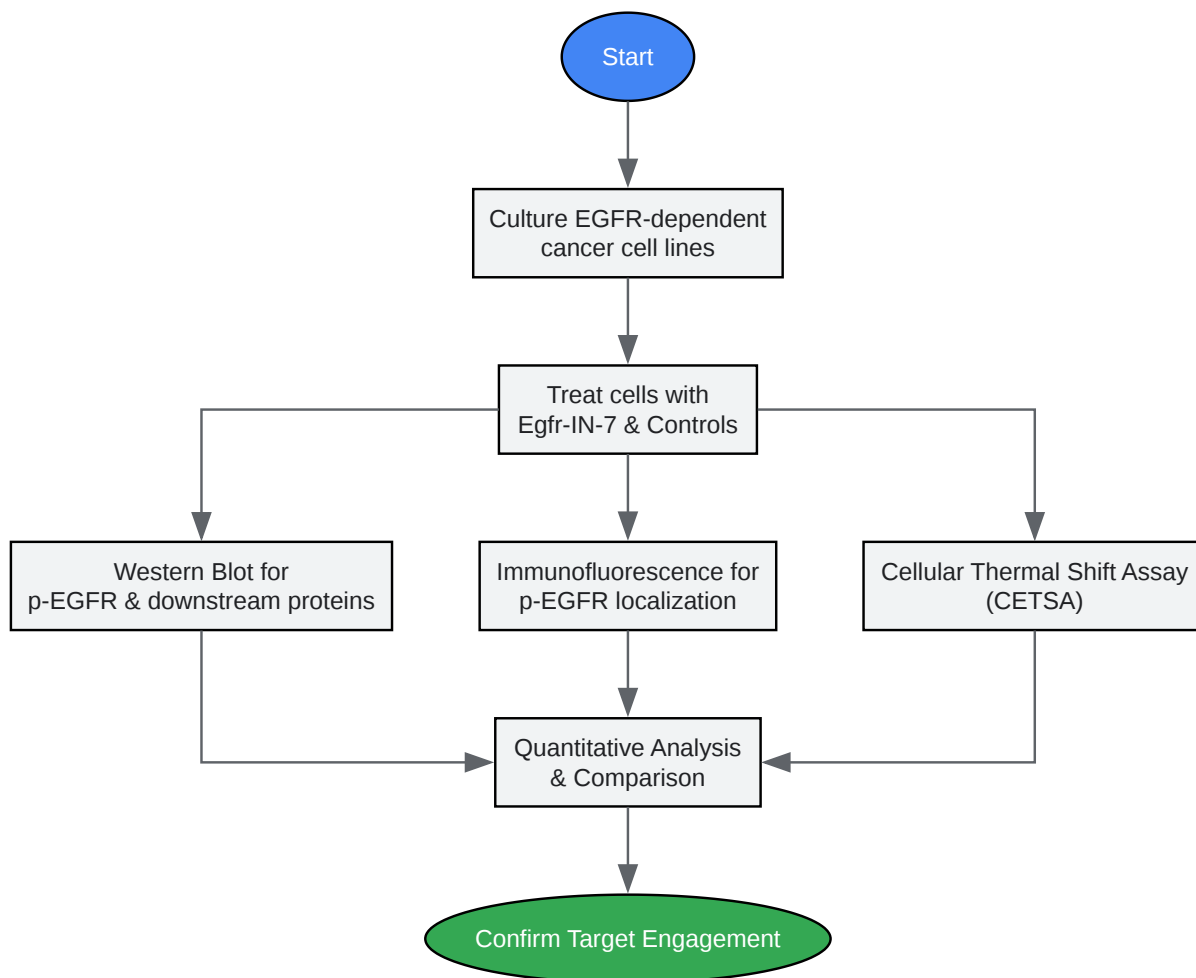 Start
Culture EGFR-dependent
cancer cell lines
Treat cells with
Egfr-IN-7 & Controls
Western Blot for
p-EGFR & downstream proteins
Immunofluorescence for
p-EGFR localization
Cellular Thermal Shift Assay
(CETSA)
Quantitative Analysis
& Comparison
Confirm Target Engagement